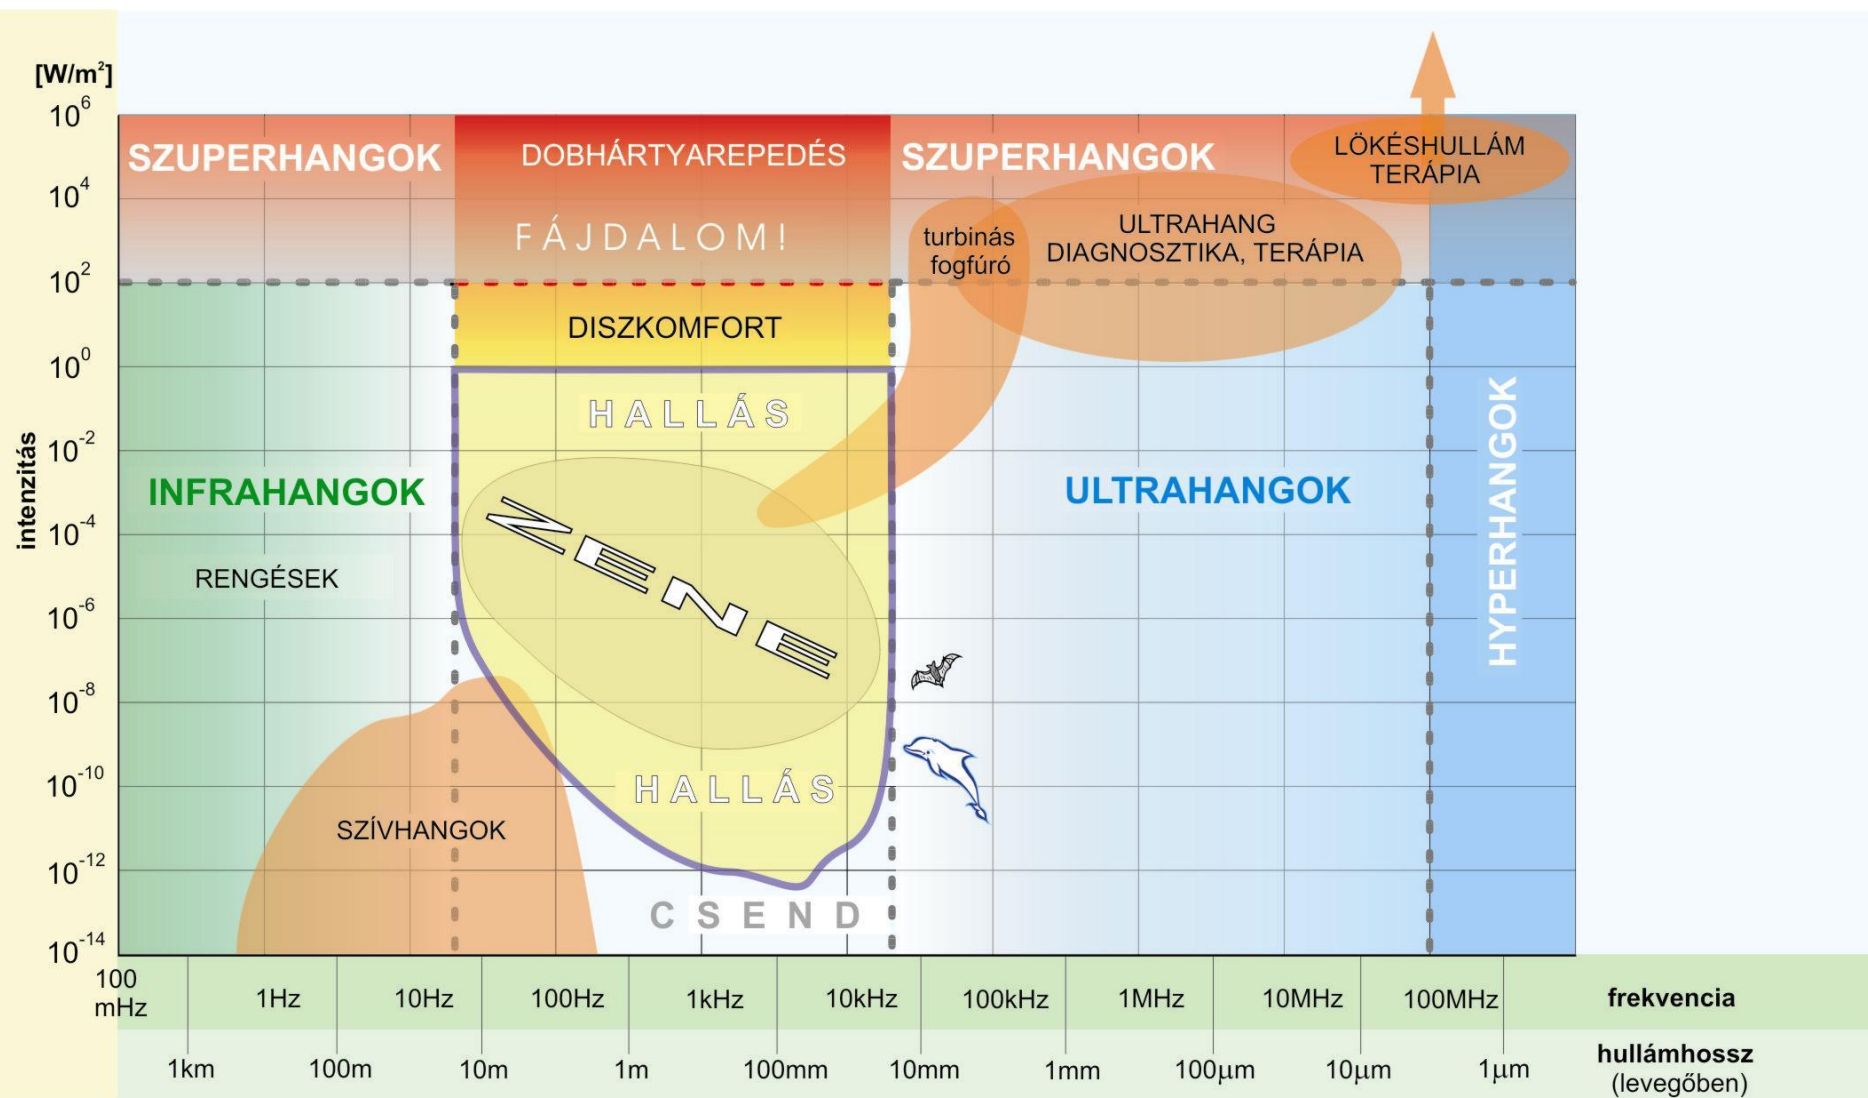 [W/m²]
10⁶
10⁴
10²
10⁰
10⁻²
10⁻⁴
10⁻⁶
10⁻⁸
10⁻¹⁰
10⁻¹²
10⁻¹⁴
intenzitás
SZUPERHANGOK
DOBHÁRTYAREPEDÉS
FÁJDALOM!
SZUPERHANGOK
LÖKÉSHULLÁM
TERÁPIA
turbinás
fogfúró
ULTRAHANG
DIAGNOSZTIKA, TERÁPIA
DISZKOMFORT
HALLÁS
INFRAHANGOK
ZENE
ULTRAHANGOK
HYPERHANGOK
RENGÉSEK
HALLÁS
SZÍVHANGOK
CSEND
100
mHz
1Hz
10Hz
100Hz
1kHz
10kHz
100kHz
1MHz
10MHz
100MHz
frekvencia
1km
100m
10m
1m
100mm
10mm
1mm
100µm
10µm
1µm
hullámhossz
(levegőben)